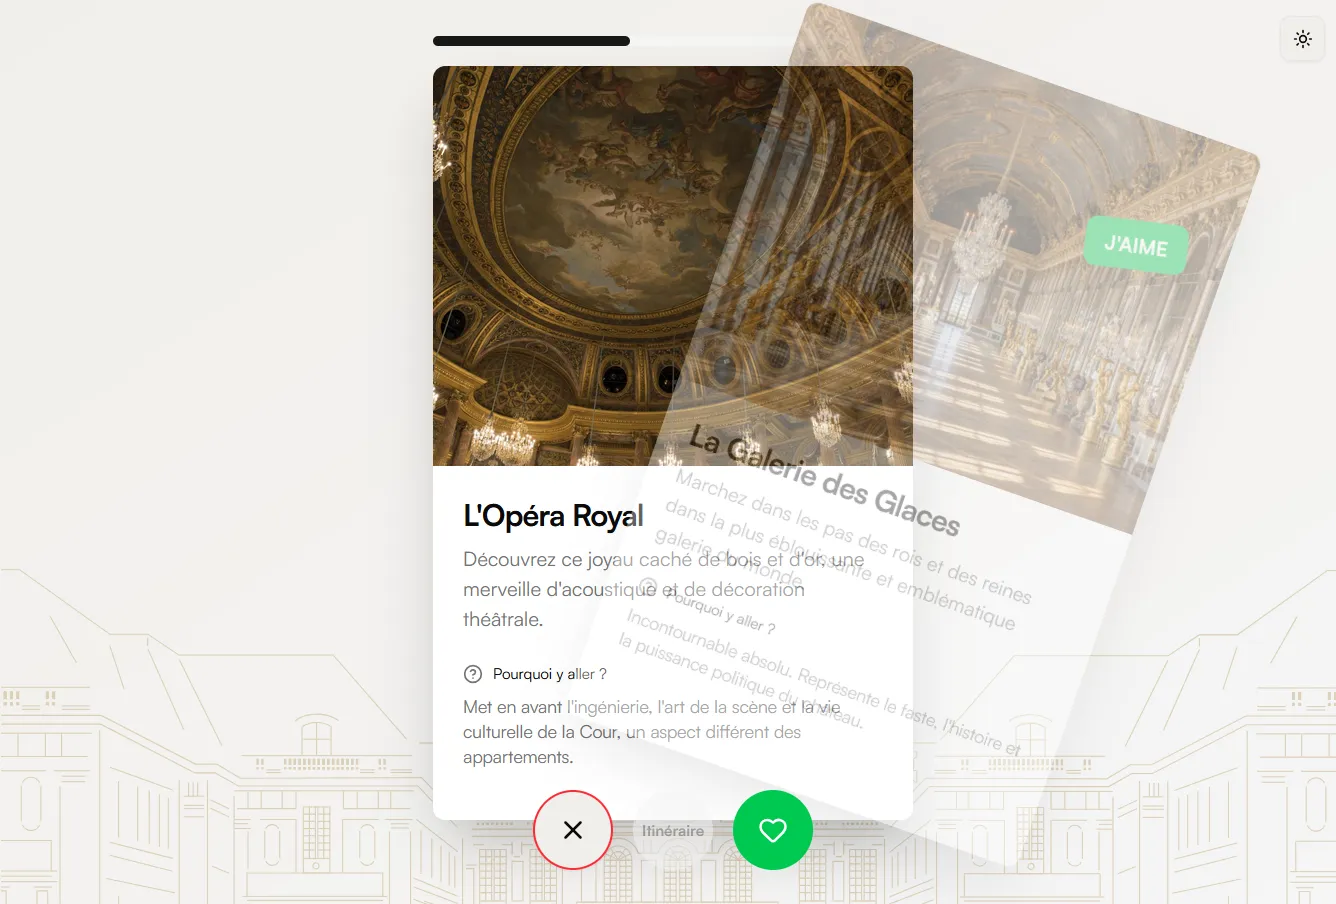 J'AIME
La Galerie des Glaces
Marchez dans les pas des rois et des reines
dans la plus éblouissante et emblématique
galerie du monde.
Pourquoi y aller ?
Incontournable absolu. Représente le faste, l'histoire et
la puissance politique du château.
L'Opéra Royal
Découvrez ce joyau caché de bois et d'or, une
merveille d'acoustique et de décoration
théâtrale.
Pourquoi y aller ?
Met en avant l'ingénierie, l'art de la scène et la vie
culturelle de la Cour, un aspect différent des
appartements.
Itinéraire